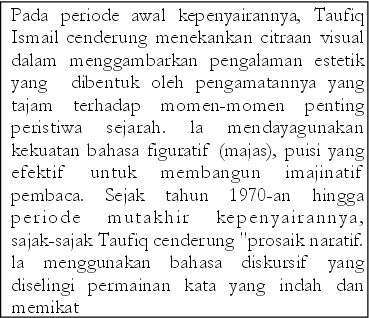 Pada periode awal kepenyairannya, Taufiq
Ismail cenderung menekankan citraan visual
dalam menggambarkan pengalaman estetik
yang dibentuk oleh pengamatannya yang
tajam terhadap momen-momen penting
peristiwa sejarah. la mendayagunakan
kekuatan bahasa figuratif (majas), puisi yang
efektif untuk membangun imajinatif
pembaca. Sejak tahun 1970-an hingga
periode mutakhir kepenyairannya,
sajak-sajak Taufiq cenderung "prosaik naratif.
la menggunakan bahasa diskursif yang
diselingi permainan kata yang indah dan
memikat